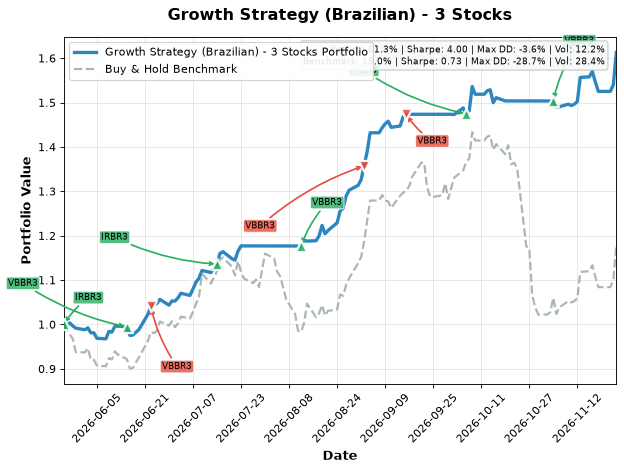 Growth Strategy (Brazilian) - 3 Stocks
Growth Strategy (Brazilian) - 3 Stocks Portfolio
Buy & Hold Benchmark
1.3% | Sharpe: 4.00 | Max DD: -3.6% | Vol: 12.2%
.0% | Sharpe: 0.73 | Max DD: -28.7% | Vol: 28.4%
Portfolio Value
1.6
1.5
1.4
1.3
1.2
1.1
1.0
0.9
VBBR3
VBBR3
VBBR3
VBBR3
IRBR3
VBBR3
IRBR3
VBBR3
2026-06-05
2026-06-21
2026-07-07
2026-07-23
2026-08-08
2026-08-24
2026-09-09
2026-09-25
2026-10-11
2026-10-27
2026-11-12
Date